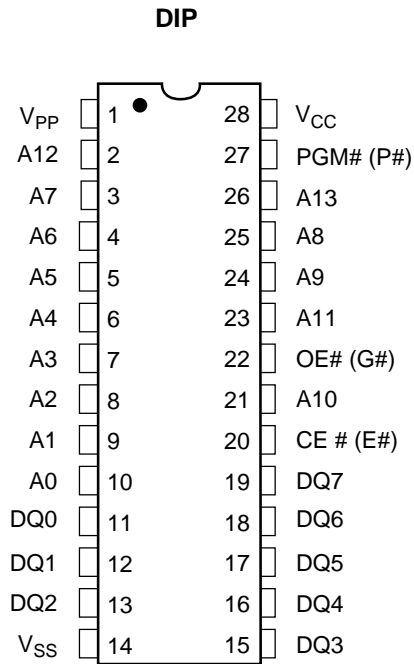 DIP
VPP 1 28 VCC
A12 2 27 PGM# (P#)
A7 3 26 A13
A6 4 25 A8
A5 5 24 A9
A4 6 23 A11
A3 7 22 OE# (G#)
A2 8 21 A10
A1 9 20 CE # (E#)
A0 10 19 DQ7
DQ0 11 18 DQ6
DQ1 12 17 DQ5
DQ2 13 16 DQ4
VSS 14 15 DQ3